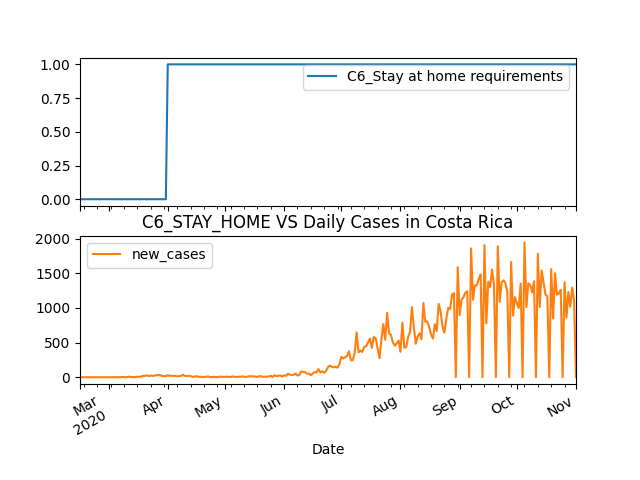 1.00
0.75
0.50
0.25
0.00
C6_Stay at home requirements
C6_STAY_HOME VS Daily Cases in Costa Rica
2000
1500
1000
500
0
new_cases
Mar
2020
Apr
May
Jun
Jul
Aug
Sep
Oct
Nov
Date